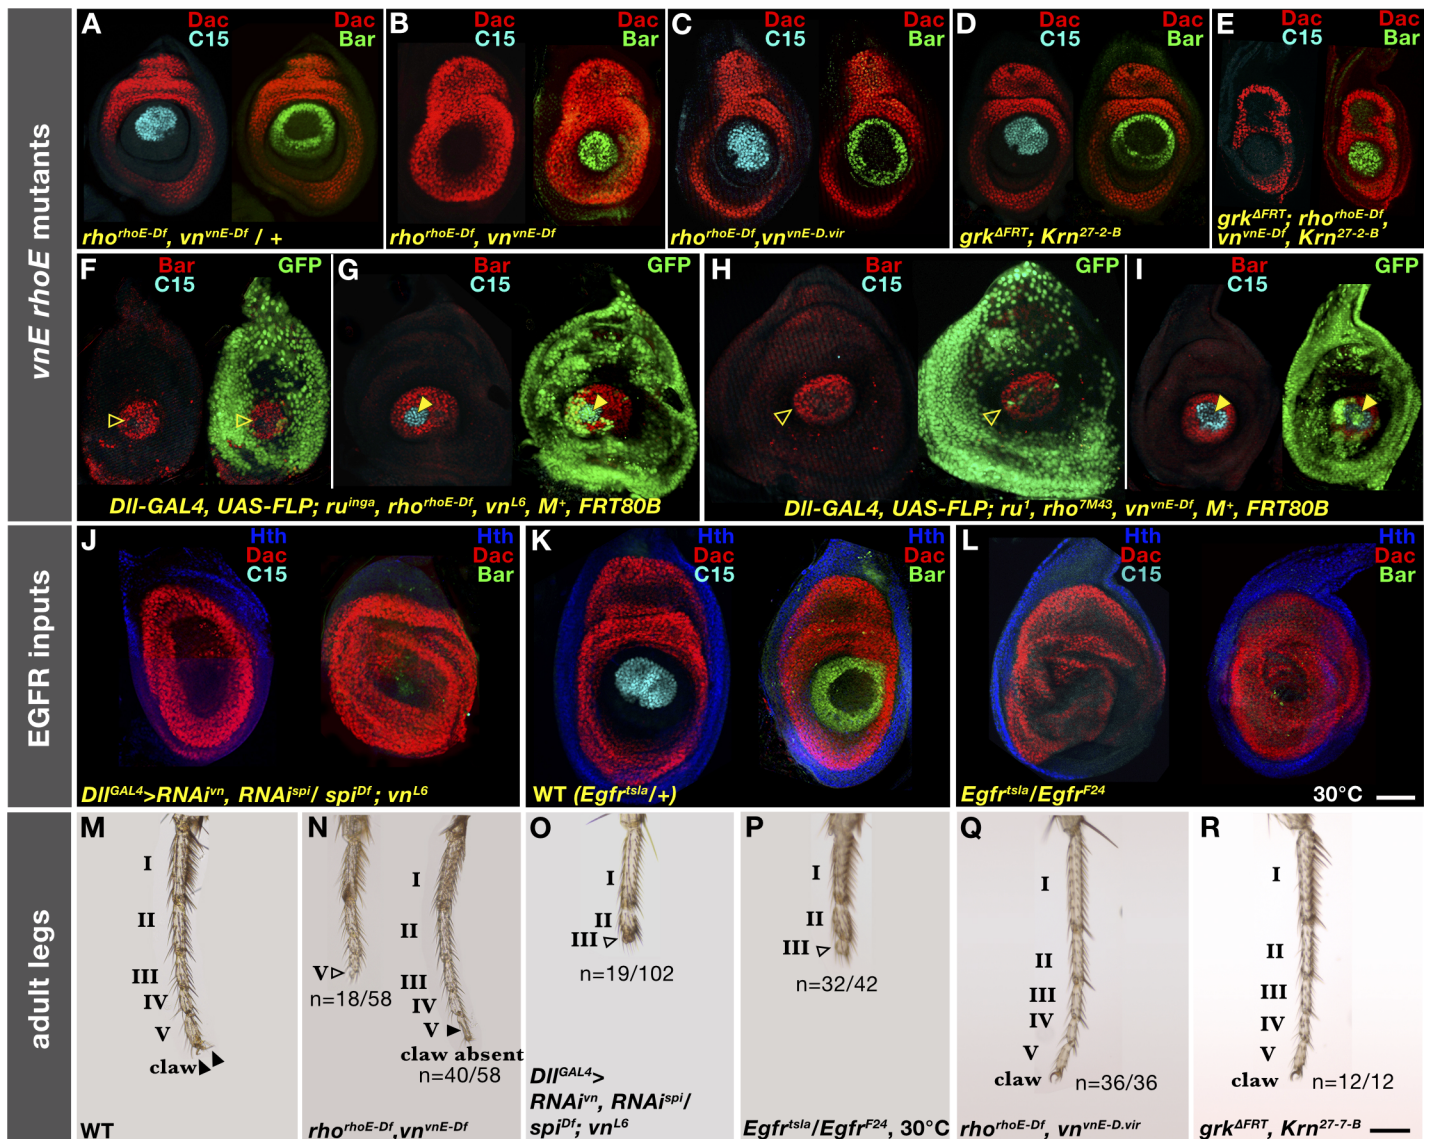 vnE rhoE mutants
A
Dac
C15
Dac
Bar
rho^rhoE-Df, vn^vnE-Df / +
B
Dac
C15
Dac
Bar
rho^rhoE-Df, vn^vnE-Df
C
Dac
C15
Dac
Bar
rho^rhoE-Df,vn^vnE-D.vir
D
Dac
C15
Dac
Bar
grk^ΔFRT; Krn^27-2-B
E
Dac
C15
Dac
Bar
grk^ΔFRT; rho^rhoE-Df,
vn^vnE-Df, Krn^27-2-B
F
Bar
C15
GFP
G
Bar
C15
GFP
Dll-GAL4, UAS-FLP; ru^inga, rho^rhoE-Df, vn^L6, M+, FRT80B
H
Bar
C15
GFP
I
Bar
C15
GFP
Dll-GAL4, UAS-FLP; ru^1, rho^7M43, vn^vnE-Df, M+, FRT80B
EGFR inputs
J
Hth
Dac
C15
Hth
Dac
Bar
Dll^GAL4>RNAi^vn, RNAi^spi/ spi^Df; vn^L6
K
Hth
Dac
C15
Hth
Dac
Bar
WT (Egfr^tsla/+)
L
Hth
Dac
C15
Hth
Dac
Bar
Egfr^tsla/Egfr^F24
30°C
adult legs
M
I
II
III
IV
V
claw
WT
N
V
n=18/58
I
II
III
IV
V
claw absent
n=40/58
rho^rhoE-Df,vn^vnE-Df
O
I
II
III
n=19/102
Dll^GAL4>
RNAi^vn, RNAi^spi/
spi^Df; vn^L6
P
I
II
III
n=32/42
Egfr^tsla/Egfr^F24, 30°C
Q
I
II
III
IV
V
claw
n=36/36
rho^rhoE-Df, vn^vnE-D.vir
R
I
II
III
IV
V
claw
n=12/12
grk^ΔFRT, Krn^27-7-B